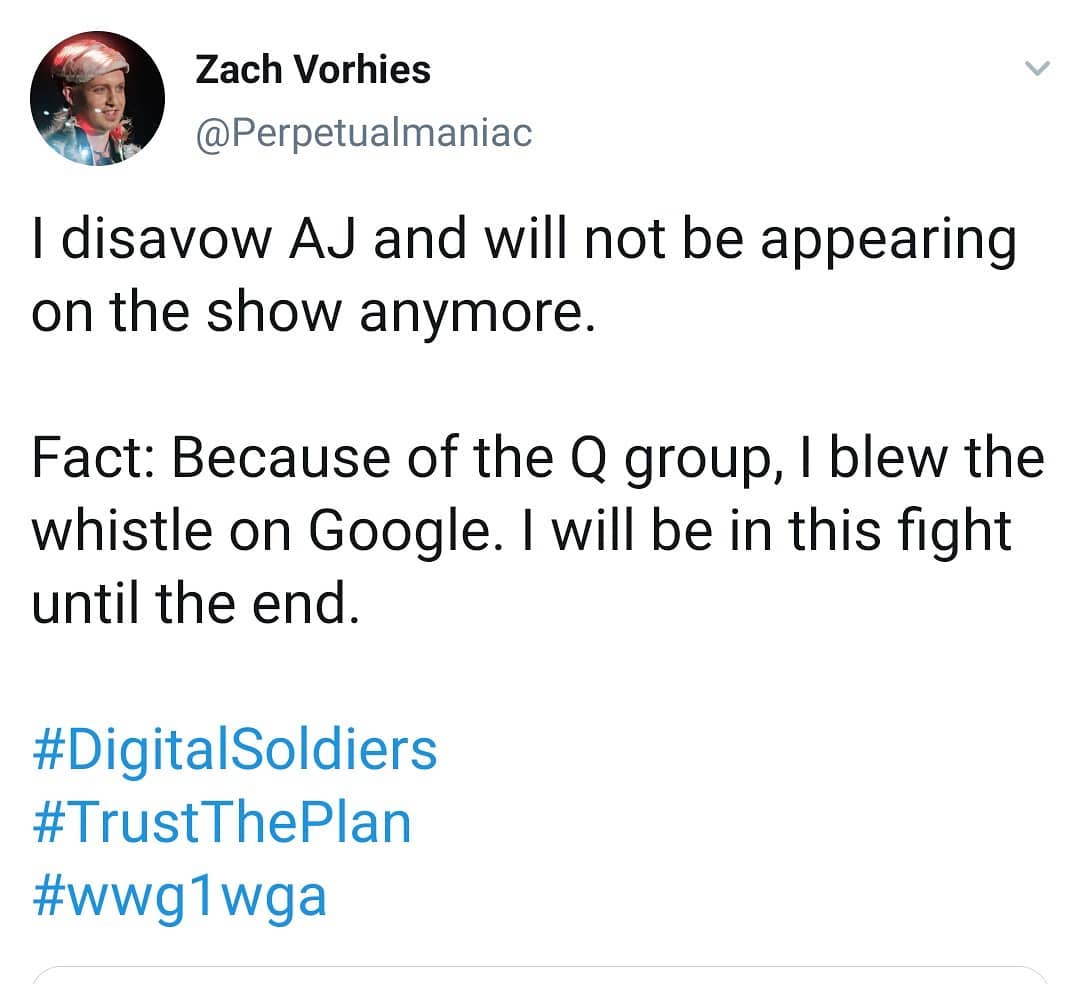 Zach Vorhies
@Perpetualmaniac
I disavow AJ and will not be appearing
on the show anymore.
Fact: Because of the Q group, I blew the
whistle on Google. I will be in this fight
until the end.
#DigitalSoldiers
#TrustThePlan
#wwg1wga